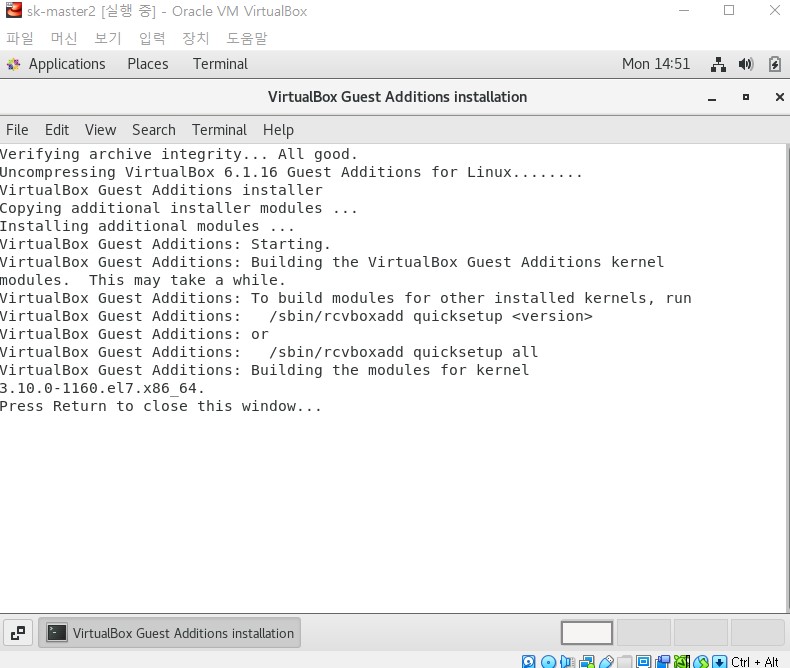 sk-master2 [실행 중] - Oracle VM VirtualBox
파일 머신 보기 입력 장치 도움말
Applications Places Terminal Mon 14:51
VirtualBox Guest Additions installation
File Edit View Search Terminal Help
Verifying archive integrity... All good.
Uncompressing VirtualBox 6.1.16 Guest Additions for Linux........
VirtualBox Guest Additions installer
Copying additional installer modules ...
Installing additional modules ...
VirtualBox Guest Additions: Starting.
VirtualBox Guest Additions: Building the VirtualBox Guest Additions kernel
modules.  This may take a while.
VirtualBox Guest Additions: To build modules for other installed kernels, run
VirtualBox Guest Additions:   /sbin/rcvboxadd quicksetup <version>
VirtualBox Guest Additions: or
VirtualBox Guest Additions:   /sbin/rcvboxadd quicksetup all
VirtualBox Guest Additions: Building the modules for kernel
3.10.0-1160.el7.x86_64.
Press Return to close this window...
VirtualBox Guest Additions installation
Ctrl + Alt